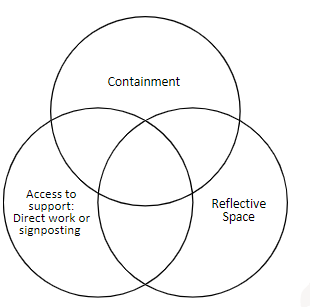 Containment
Access to
support:
Direct work or
signposting
Reflective
Space